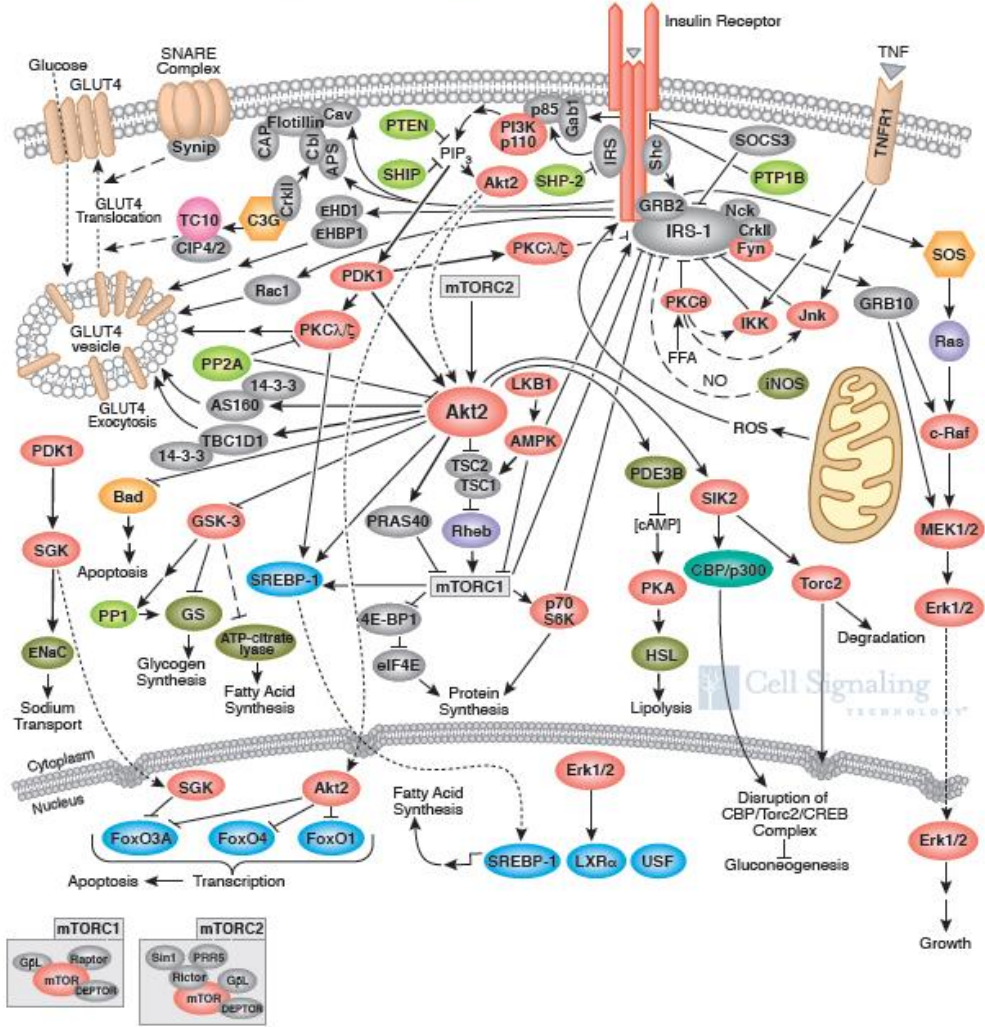 Insulin Receptor
TNF
Glucose
GLUT4
SNARE
Complex
Synip
CAP
Flotillin
Cav
Cbl
APS
CrkII
C3G
TC10
CIP4/2
GLUT4
Translocation
PTEN
SHIP
PIP3
PI3K
p110
p85
Gab1
Akt2
SHP-2
IRS
Shc
SOCS3
PTP1B
TNFR1
GRB2
IRS-1
Nck
CrkII
Fyn
EHD1
EHBP1
PKCλ/ζ
PDK1
mTORC2
Rac1
PKCλ/ζ
PP2A
GLUT4
vesicle
GLUT4
Exocytosis
14-3-3
AS160
TBC1D1
14-3-3
Akt2
LKB1
AMPK
TSC2
TSC1
PKCθ
FFA
IKK
Jnk
NO
iNOS
ROS
GRB10
SOS
Ras
c-Raf
MEK1/2
Erk1/2
PDK1
SGK
ENaC
Sodium
Transport
Bad
Apoptosis
GSK-3
PP1
GS
Glycogen
Synthesis
ATP-citrate
lyase
Fatty Acid
Synthesis
SREBP-1
PRAS40
Rheb
mTORC1
4E-BP1
eIF4E
p70
S6K
Protein
Synthesis
PDE3B
[cAMP]
PKA
HSL
Lipolysis
SIK2
CBP/p300
Torc2
Degradation
Cell Signaling
TECHNOLOGY®
Cytoplasm
Nucleus
SGK
Akt2
FoxO3A
FoxO4
FoxO1
Apoptosis
Transcription
Fatty Acid
Synthesis
SREBP-1
Erk1/2
LXRα
USF
Disruption of
CBP/Torc2/CREB
Complex
Gluconeogenesis
Erk1/2
Growth
mTORC1
GβL
Raptor
mTOR
DEPTOR
mTORC2
Sin1
PRR5
Rictor
GβL
mTOR
DEPTOR